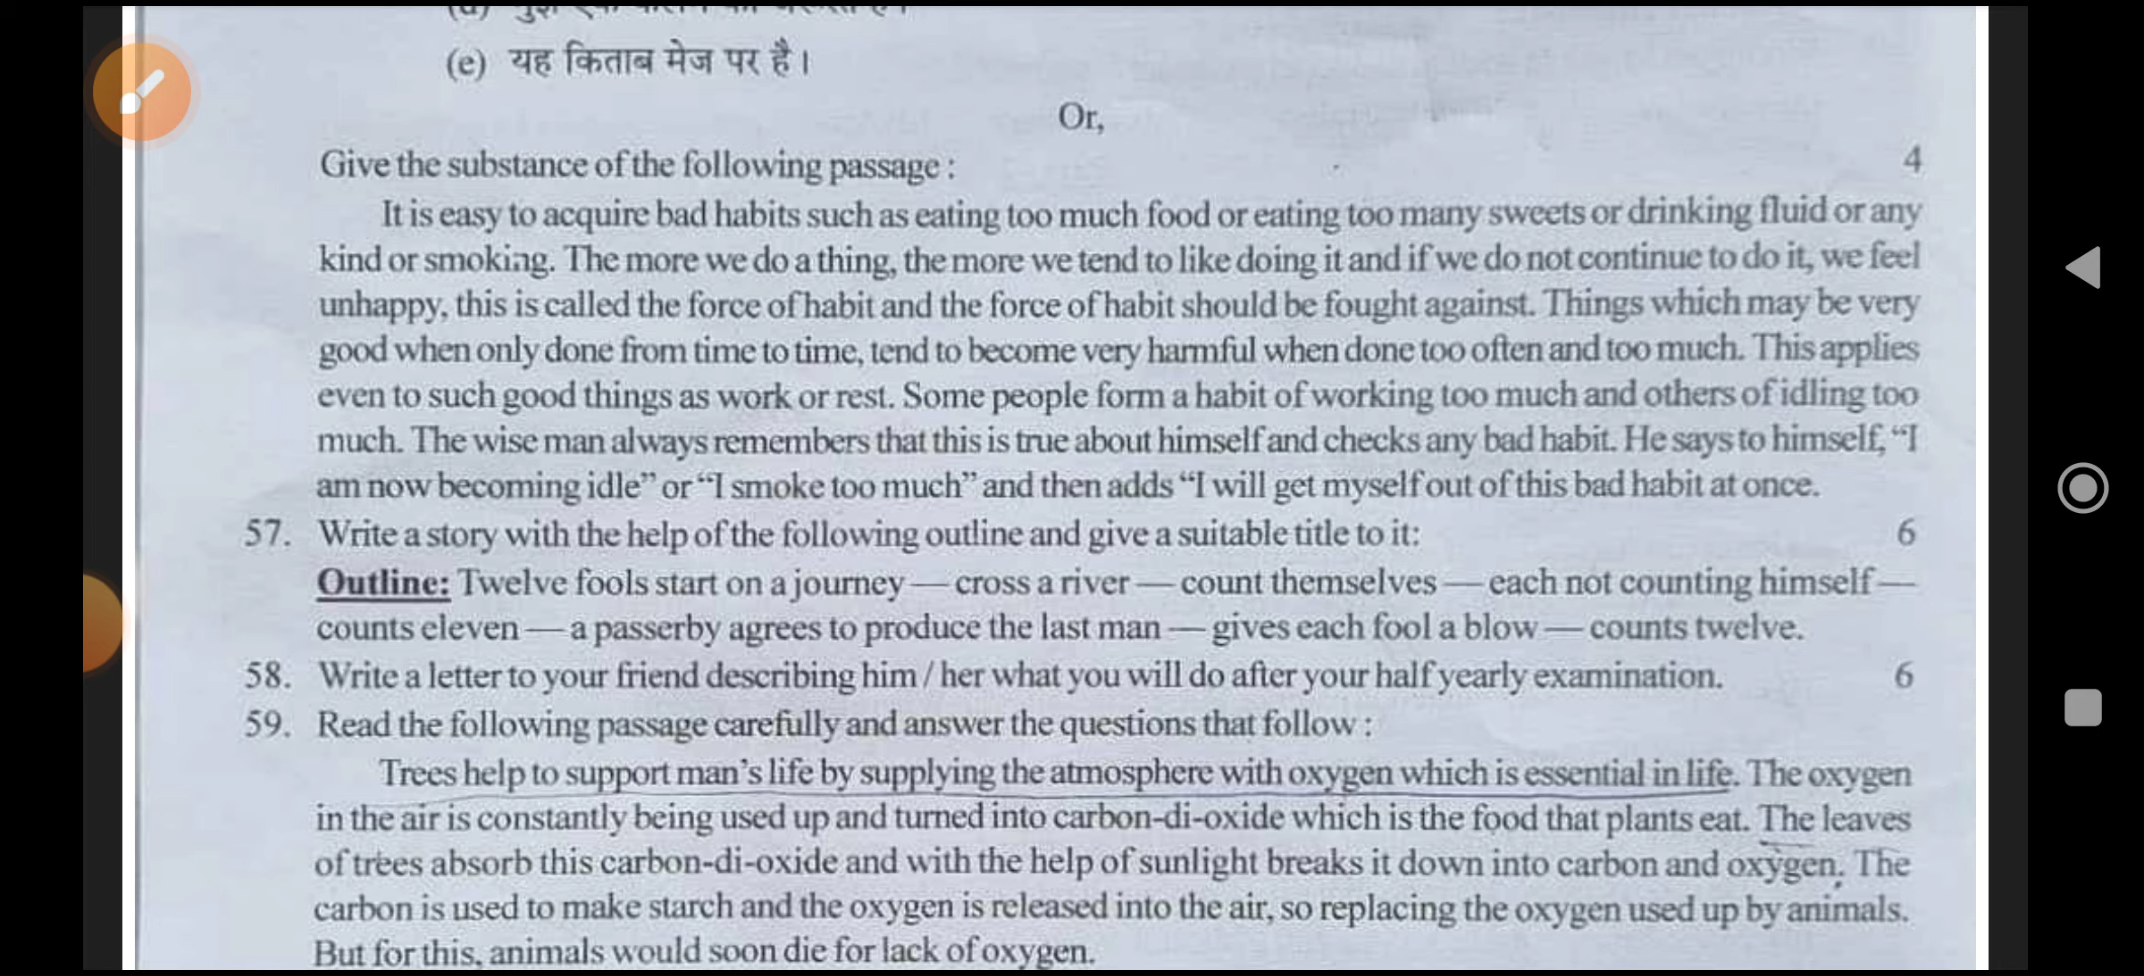 (e) यह किताब मेज पर है।
Or,
Give the substance of the following passage : 4
It is easy to acquire bad habits such as eating too much food or eating too many sweets or drinking fluid or any
kind or smoking. The more we do a thing, the more we tend to like doing it and if we do not continue to do it, we feel
unhappy, this is called the force of habit and the force of habit should be fought against. Things which may be very
good when only done from time to time, tend to become very harmful when done too often and too much. This applies
even to such good things as work or rest. Some people form a habit of working too much and others of idling too
much. The wise man always remembers that this is true about himself and checks any bad habit. He says to himself, “I
am now becoming idle” or “I smoke too much” and then adds “I will get myself out of this bad habit at once.
57. Write a story with the help of the following outline and give a suitable title to it: 6
Outline: Twelve fools start on a journey — cross a river — count themselves — each not counting himself —
counts eleven — a passerby agrees to produce the last man — gives each fool a blow — counts twelve.
58. Write a letter to your friend describing him / her what you will do after your half yearly examination. 6
59. Read the following passage carefully and answer the questions that follow :
Trees help to support man’s life by supplying the atmosphere with oxygen which is essential in life. The oxygen
in the air is constantly being used up and turned into carbon-di-oxide which is the food that plants eat. The leaves
of trees absorb this carbon-di-oxide and with the help of sunlight breaks it down into carbon and oxygen. The
carbon is used to make starch and the oxygen is released into the air, so replacing the oxygen used up by animals.
But for this, animals would soon die for lack of oxygen.